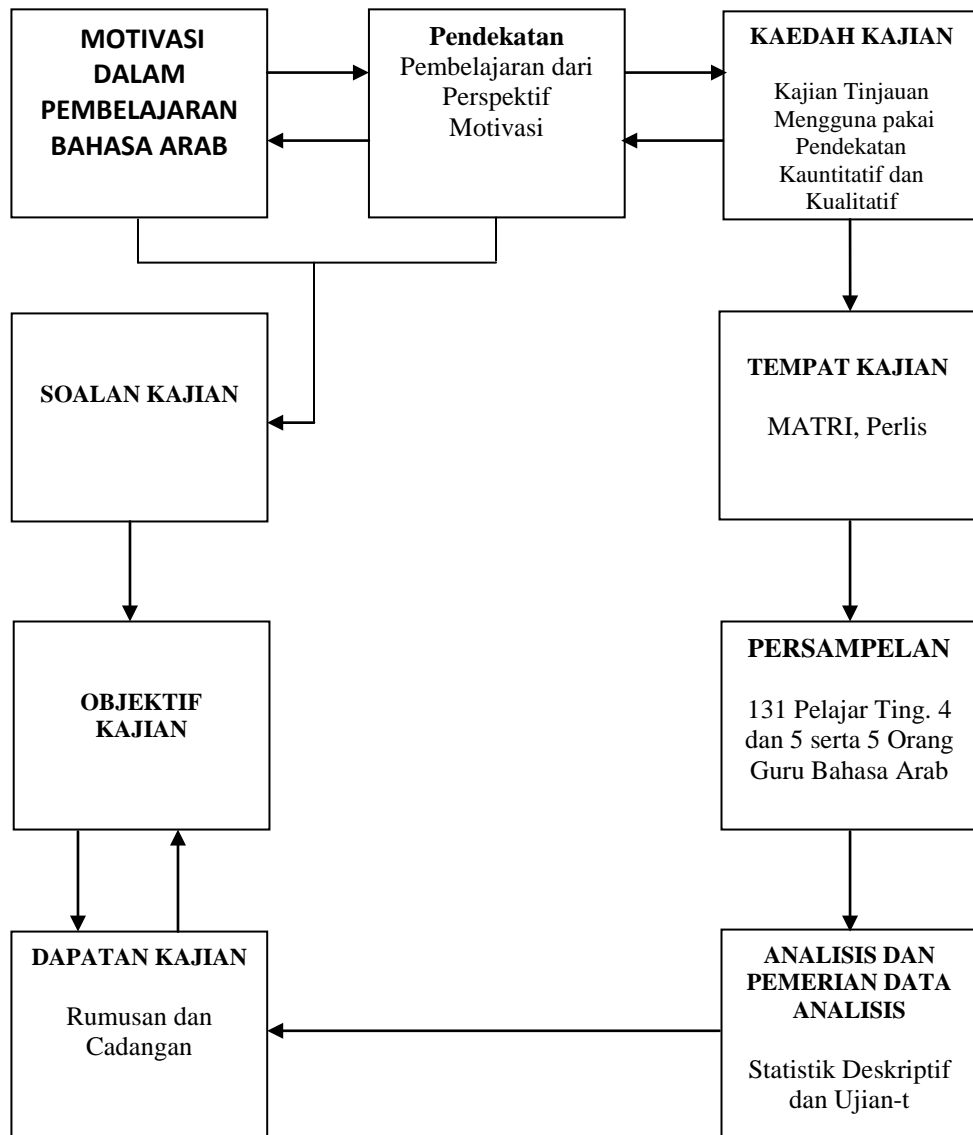 MOTIVASI
DALAM
PEMBELAJARAN
BAHASA ARAB
Pendekatan
Pembelajaran dari
Perspektif
Motivasi
KAEDAH KAJIAN
Kajian Tinjauan
Mengguna pakai
Pendekatan
Kauntitatif dan
Kualitatif
SOALAN KAJIAN
TEMPAT KAJIAN
MATRI, Perlis
OBJEKTIF
KAJIAN
PERSAMPELAN
131 Pelajar Ting. 4
dan 5 serta 5 Orang
Guru Bahasa Arab
DAPATAN KAJIAN
Rumusan dan
Cadangan
ANALISIS DAN
PEMERIAN DATA
ANALISIS
Statistik Deskriptif
dan Ujian-t